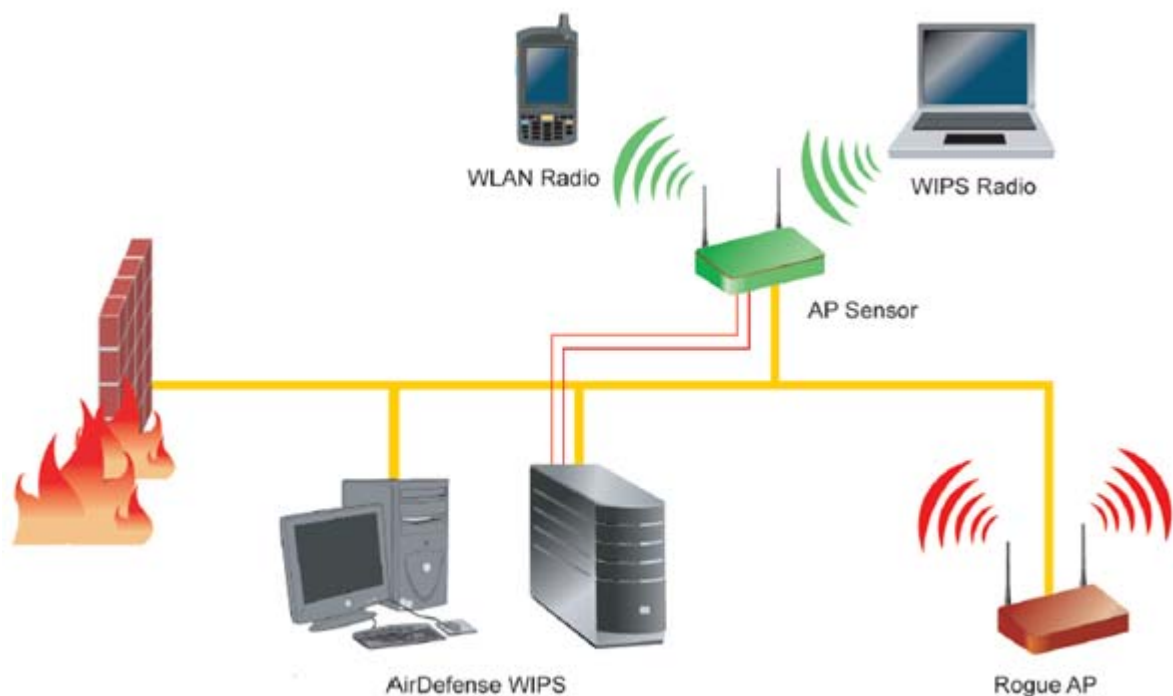 WLAN Radio
WIPS Radio
AP Sensor
AirDefense WIPS
Rogue AP